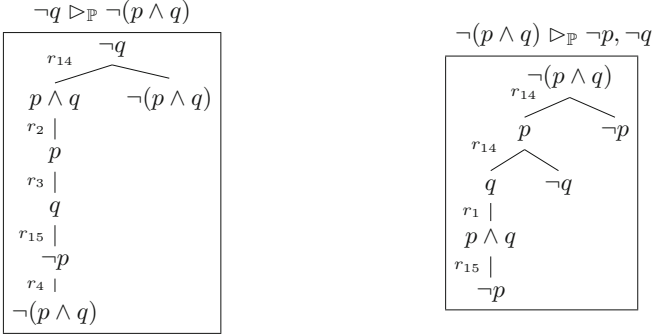 ¬q ▷ℙ ¬(p ∧ q)
¬q
r14
p ∧ q ¬(p ∧ q)
r2
p
r3
q
r15
¬p
r4
¬(p ∧ q)
¬(p ∧ q) ▷ℙ ¬p, ¬q
¬(p ∧ q)
r14
p ¬p
r14
q ¬q
r1
p ∧ q
r15
¬p